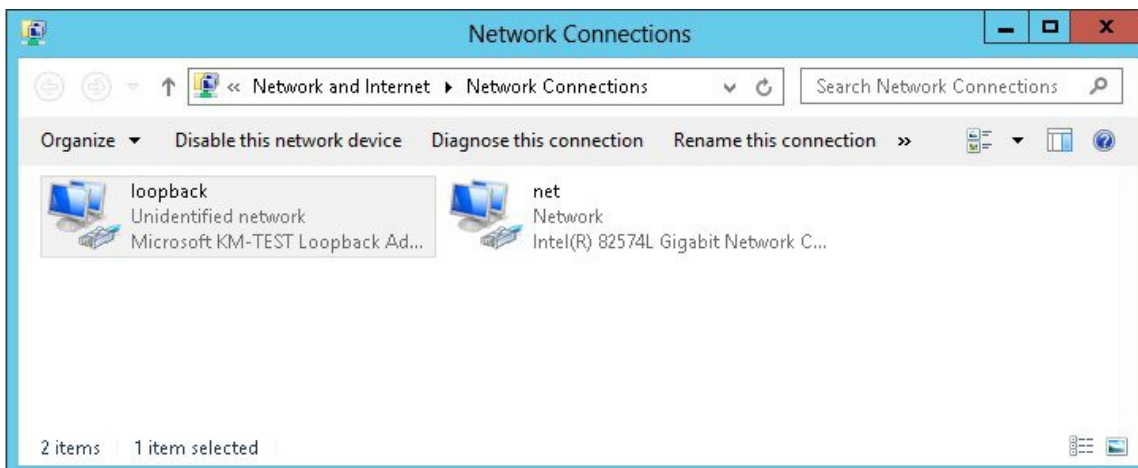 Network Connections
« Network and Internet ▸ Network Connections
Search Network Connections
Organize Disable this network device Diagnose this connection Rename this connection »
loopback
Unidentified network
Microsoft KM-TEST Loopback Ad...
net
Network
Intel(R) 82574L Gigabit Network C...
2 items 1 item selected